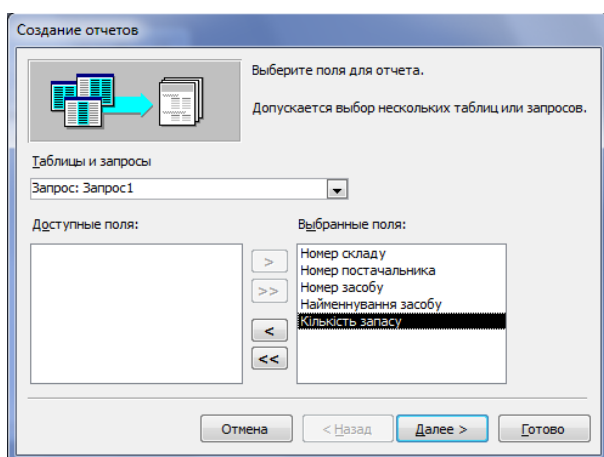 Создание отчетов
Выберите поля для отчета.
Допускается выбор нескольких таблиц или запросов.
Таблицы и запросы
Запрос: Запрос1
Доступные поля:
Выбранные поля:
Номер складу
Номер постачальника
Номер засобу
Найменнування засобу
Кількість запасу
>
>>
<
<<
Отмена
< Назад
Далее >
Готово